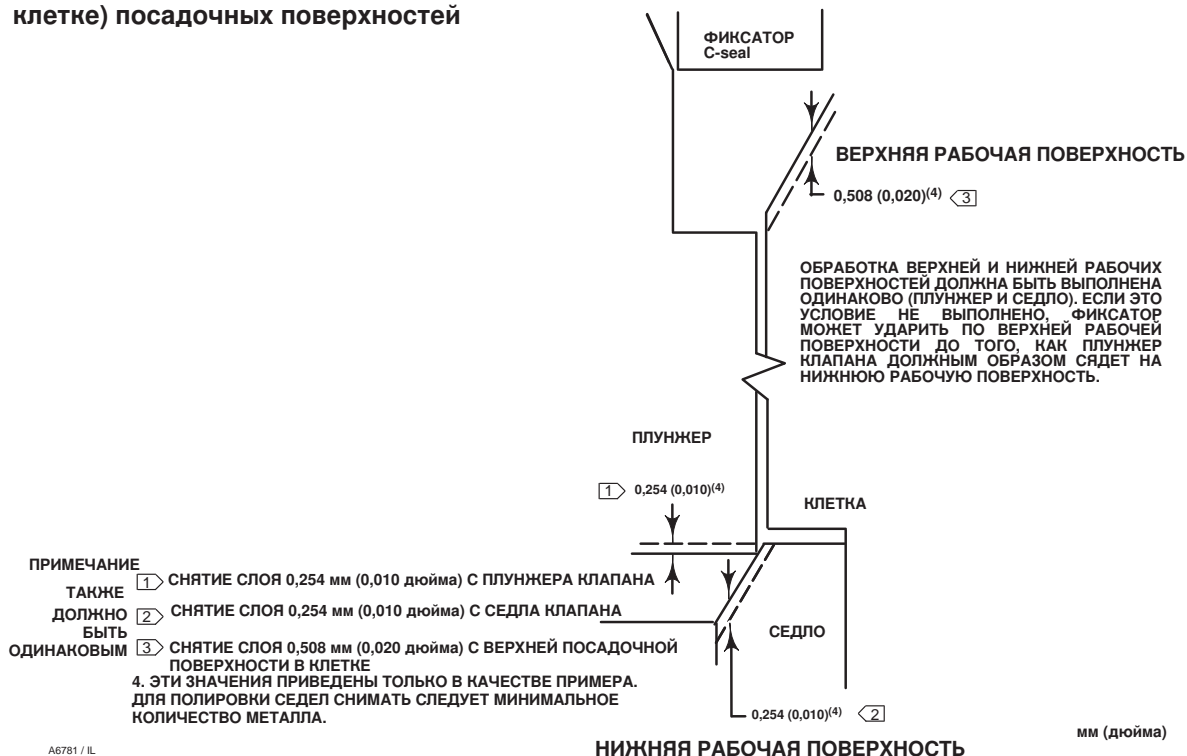 клетке) посадочных поверхностей
ФИКСАТОР
C-seal
ВЕРХНЯЯ РАБОЧАЯ ПОВЕРХНОСТЬ
0,508 (0,020)(4) 3
ОБРАБОТКА ВЕРХНЕЙ И НИЖНЕЙ РАБОЧИХ
ПОВЕРХНОСТЕЙ ДОЛЖНА БЫТЬ ВЫПОЛНЕНА
ОДИНАКОВО (ПЛУНЖЕР И СЕДЛО). ЕСЛИ ЭТО
УСЛОВИЕ НЕ ВЫПОЛНЕНО, ФИКСАТОР
МОЖЕТ УДАРИТЬ ПО ВЕРХНЕЙ РАБОЧЕЙ
ПОВЕРХНОСТИ ДО ТОГО, КАК ПЛУНЖЕР
КЛАПАНА ДОЛЖНЫМ ОБРАЗОМ СЯДЕТ НА
НИЖНЮЮ РАБОЧУЮ ПОВЕРХНОСТЬ.
ПЛУНЖЕР
1 0,254 (0,010)(4)
КЛЕТКА
ПРИМЕЧАНИЕ
ТАКЖЕ
ДОЛЖНО
БЫТЬ
ОДИНАКОВЫМ
1 СНЯТИЕ СЛОЯ 0,254 мм (0,010 дюйма) С ПЛУНЖЕРА КЛАПАНА
2 СНЯТИЕ СЛОЯ 0,254 мм (0,010 дюйма) С СЕДЛА КЛАПАНА
3 СНЯТИЕ СЛОЯ 0,508 мм (0,020 дюйма) С ВЕРХНЕЙ ПОСАДОЧНОЙ
ПОВЕРХНОСТИ В КЛЕТКЕ
4. ЭТИ ЗНАЧЕНИЯ ПРИВЕДЕНЫ ТОЛЬКО В КАЧЕСТВЕ ПРИМЕРА.
ДЛЯ ПОЛИРОВКИ СЕДЕЛ СНИМАТЬ СЛЕДУЕТ МИНИМАЛЬНОЕ
КОЛИЧЕСТВО МЕТАЛЛА.
СЕДЛО
0,254 (0,010)(4) 2
мм (дюйма)
A6781 / IL
НИЖНЯЯ РАБОЧАЯ ПОВЕРХНОСТЬ